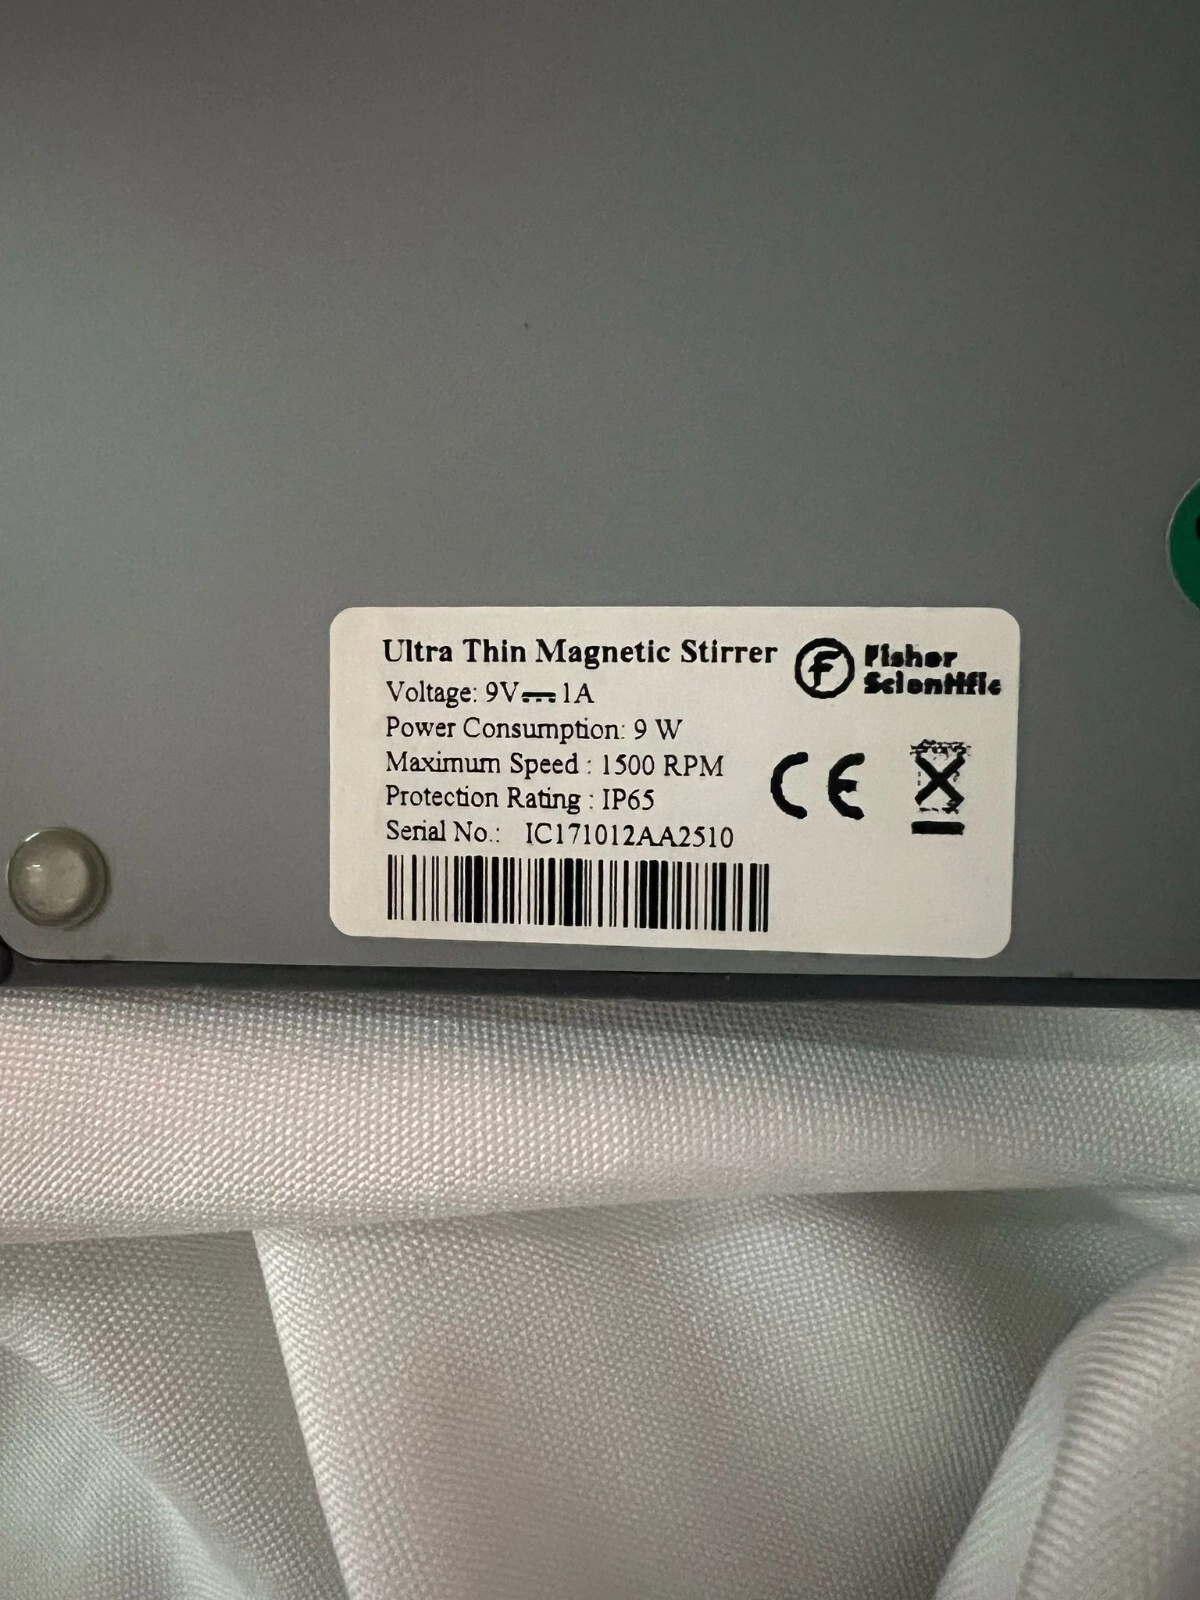 Ultra Thin Magnetic Stirrer
Fisher
Scientific
Voltage: 9V⎓1A
Power Consumption: 9 W
Maximum Speed : 1500 RPM
Protection Rating : IP65
Serial No.: IC171012AA2510
CE